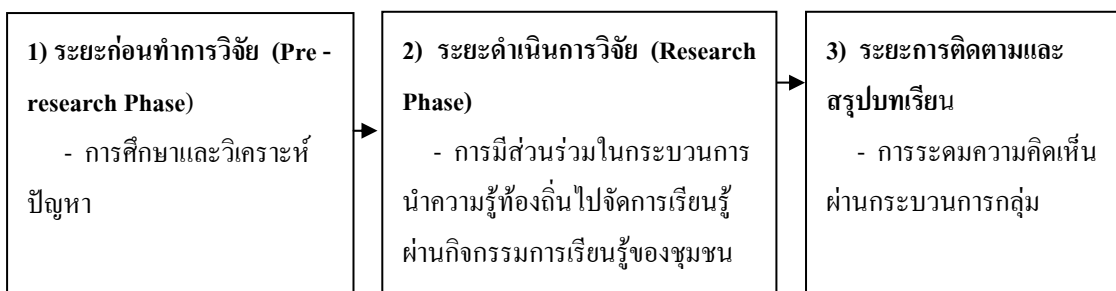 1) ระยะก่อนทำการวิจัย (Pre -
research Phase)
- การศึกษาและวิเคราะห์
ปัญหา
2) ระยะดำเนินการวิจัย (Research
Phase)
- การมีส่วนร่วมในกระบวนการ
นำความรู้ท้องถิ่นไปจัดการเรียนรู้
ผ่านกิจกรรมการเรียนรู้ของชุมชน
3) ระยะการติดตามและ
สรุปบทเรียน
- การระดมความคิดเห็น
ผ่านกระบวนการกลุ่ม